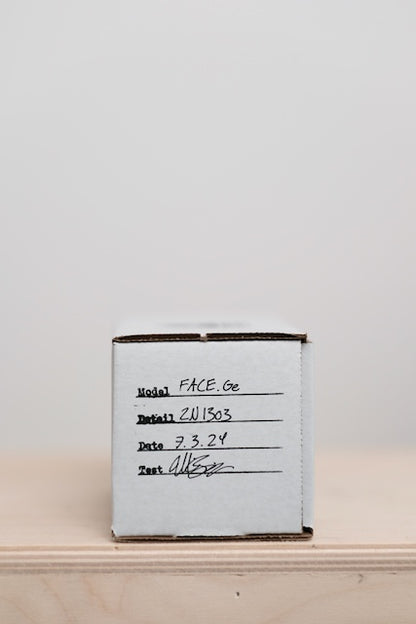 Model FACE.Ge
Detail 2N1303
Date 7.3.24
Test